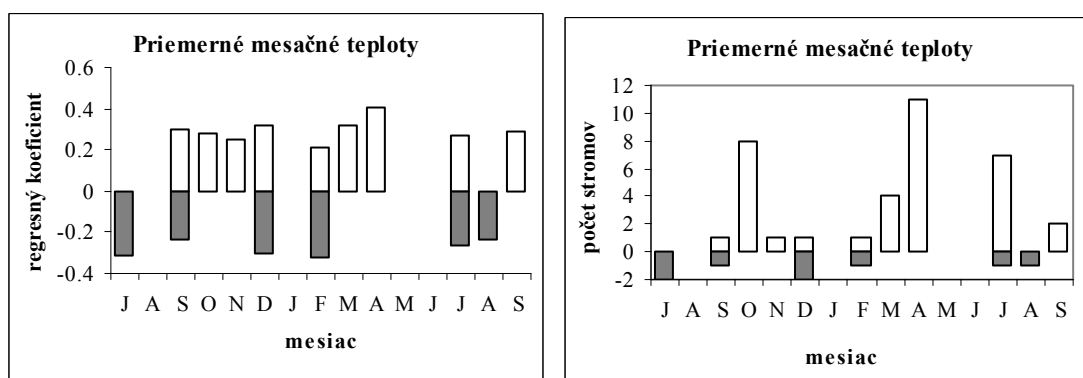 Priemerné mesačné teploty
regresný koeficient
0.6
0.4
0.2
0
-0.2
-0.4
J A S O N D J F M A M J J A S
mesiac
Priemerné mesačné teploty
počet stromov
12
10
8
6
4
2
0
-2
J A S O N D J F M A M J J A S
mesiac